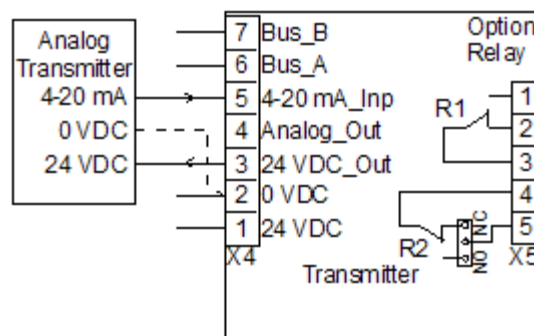 Analog
Transmitter
4-20 mA
0 VDC
24 VDC
7 Bus_B
6 Bus_A
5 4-20 mA_Inp
4 Analog_Out
3 24 VDC_Out
2 0 VDC
1 24 VDC
X4
Option
Relay
R1
1
2
3
4
5
X5
R2
NC
NO
Transmitter